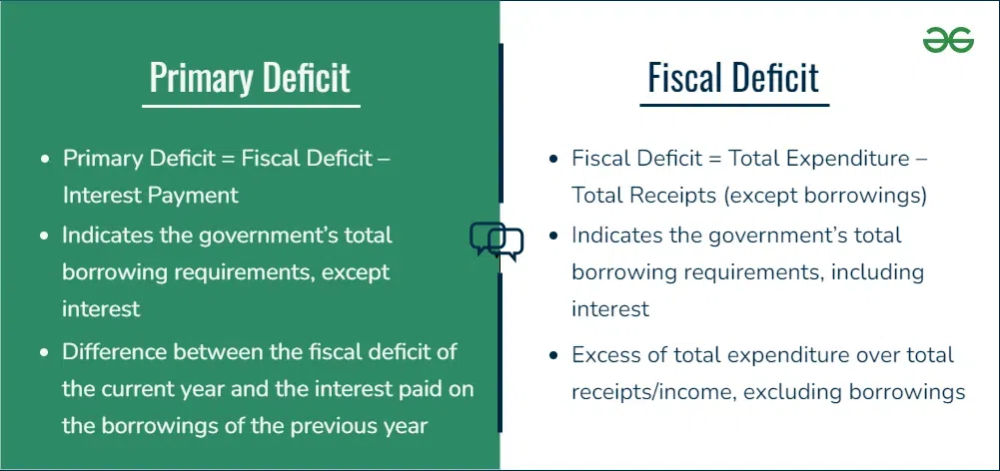 Primary Deficit
• Primary Deficit = Fiscal Deficit –
Interest Payment
• Indicates the government’s total
borrowing requirements, except
interest
• Difference between the fiscal deficit of
the current year and the interest paid on
the borrowings of the previous year
Fiscal Deficit
• Fiscal Deficit = Total Expenditure –
Total Receipts (except borrowings)
• Indicates the government’s total
borrowing requirements, including
interest
• Excess of total expenditure over total
receipts/income, excluding borrowings